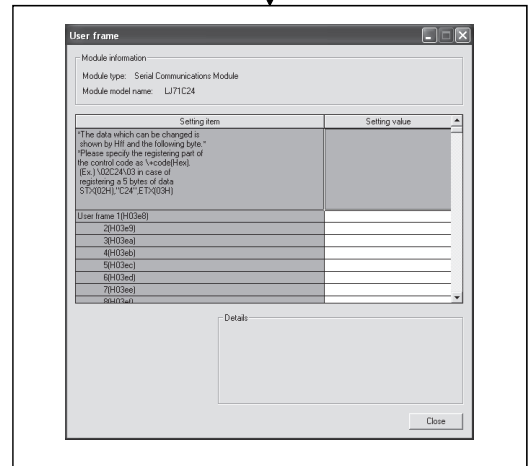 User frame
Module information
Module type: Serial Communications Module
Module model name: LJ71C24
Setting item Setting value
"The data which can be changed is
shown by Hff and the following byte."
"Please specify the registering part of
the control code as \+code(Hex).
(Ex.) \02C24\03 in case of
registering a 5 bytes of data
STX(02H),"C24",ETX(03H)
User frame 1(H03e8)
2(H03e9)
3(H03ea)
4(H03eb)
5(H03ec)
6(H03ed)
7(H03ee)
8(H03ef)
Details
Close